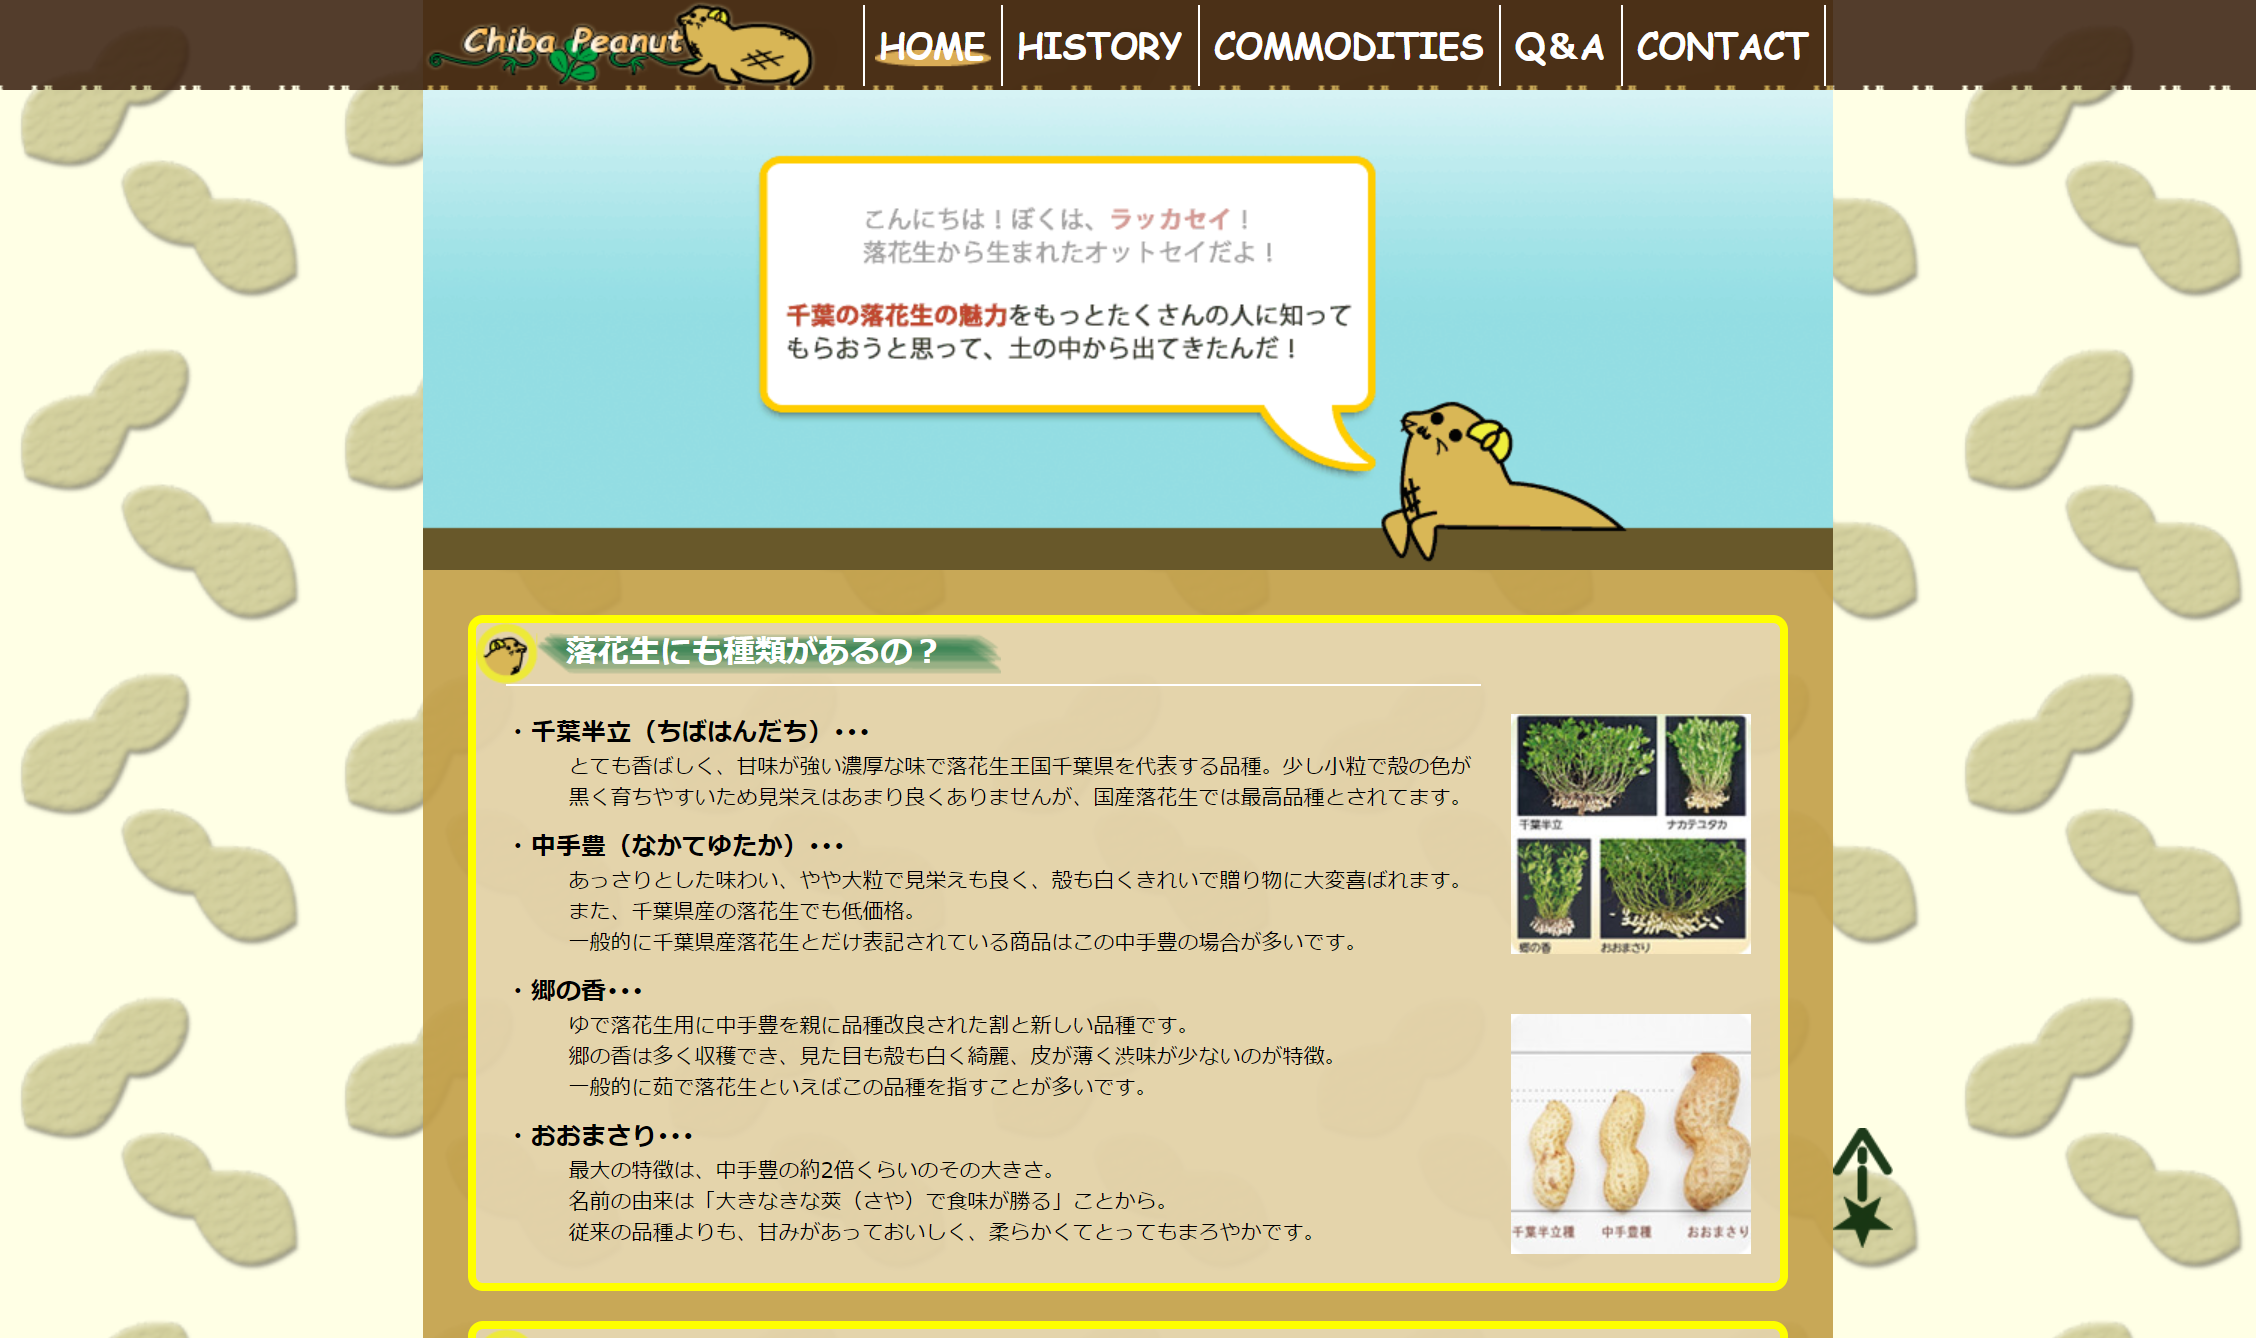 Chiba Peanut
HOME
HISTORY
COMMODITIES
Q&A
CONTACT
こんにちは！ぼくは、ラッカセイ！
落花生から生まれたオットセイだよ！
千葉の落花生の魅力をもっとたくさんの人に知って
もらおうと思って、土の中から出てきたんだ！
落花生にも種類があるの？
・千葉半立（ちばはんだち）･･･
とても香ばしく、甘味が強い濃厚な味で落花生王国千葉県を代表する品種。少し小粒で殻の色が
黒く育ちやすいため見栄えはあまり良くありませんが、国産落花生では最高品種とされてます。
・中手豊（なかてゆたか）･･･
あっさりとした味わい、やや大粒で見栄えも良く、殻も白くきれいで贈り物に大変喜ばれます。
また、千葉県産の落花生でも低価格。
一般的に千葉県産落花生とだけ表記されている商品はこの中手豊の場合が多いです。
・郷の香･･･
ゆで落花生用に中手豊を親に品種改良された割と新しい品種です。
郷の香は多く収穫でき、見た目も殻も白く綺麗、皮が薄く渋味が少ないのが特徴。
一般的に茹で落花生といえばこの品種を指すことが多いです。
・おおまさり･･･
最大の特徴は、中手豊の約2倍くらいのその大きさ。
名前の由来は「大きなきな莢（さや）で食味が勝る」ことから。
従来の品種よりも、甘みがあっておいしく、柔らかくてとってもまろやかです。
千葉半立
ナカテユタカ
郷の香
おおまさり
千葉半立種
中手豊種
おおまさり